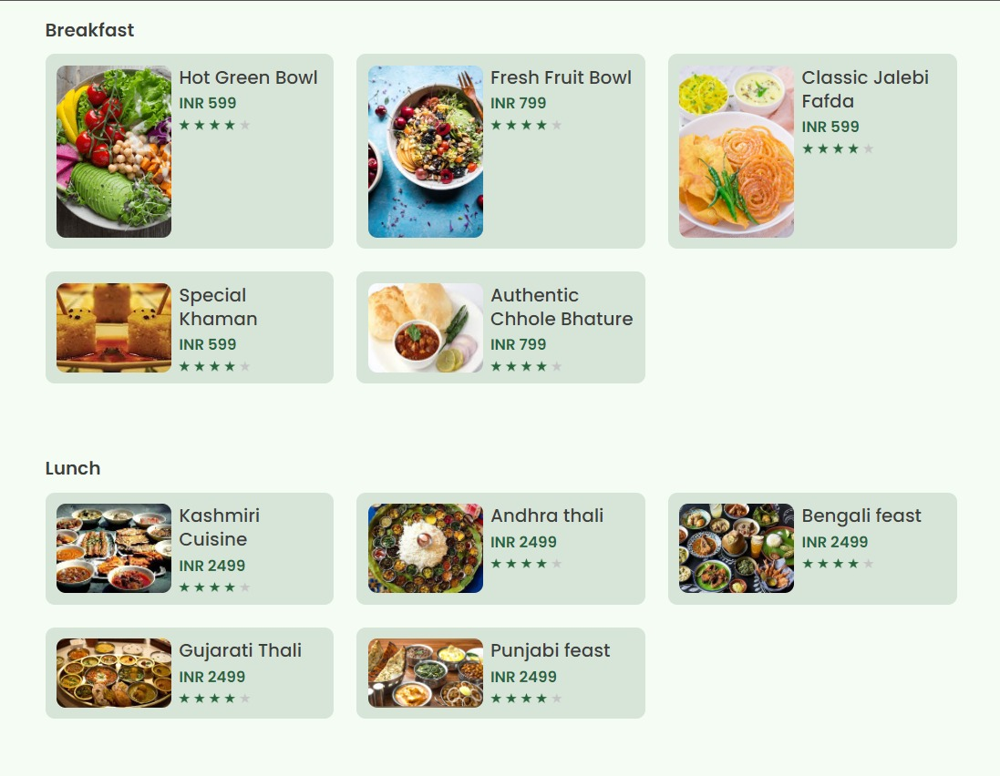 Breakfast
Hot Green Bowl
INR 599
★★★★★
Fresh Fruit Bowl
INR 799
★★★★★
Classic Jalebi
Fafda
INR 599
★★★★★
Special
Khaman
INR 599
★★★★★
Authentic
Chhole Bhature
INR 799
★★★★★
Lunch
Kashmiri
Cuisine
INR 2499
★★★★★
Andhra thali
INR 2499
★★★★★
Bengali feast
INR 2499
★★★★★
Gujarati Thali
INR 2499
★★★★★
Punjabi feast
INR 2499
★★★★★